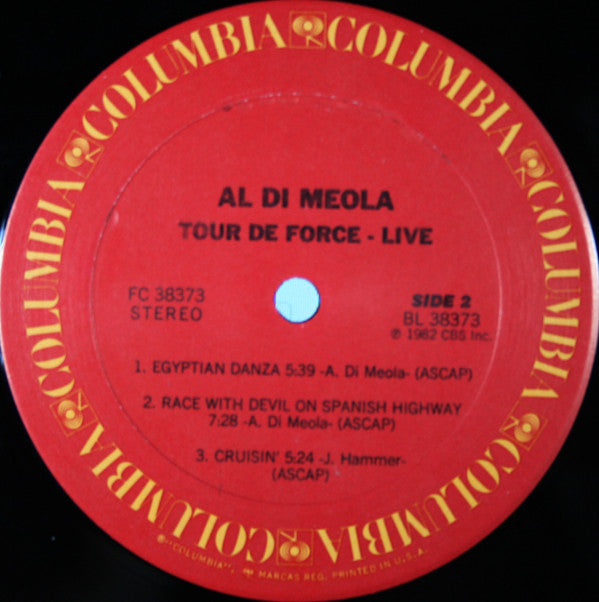 COLUMBIA COLUMBIA COLUMBIA COLUMBIA COLUMBIA COLUMBIA COLUMBIA COLUMBIA
AL DI MEOLA
TOUR DE FORCE - LIVE
FC 38373
STEREO
SIDE 2
BL 38373
℗ 1982 CBS Inc.
1. EGYPTIAN DANZA 5:39 -A. Di Meola- (ASCAP)
2. RACE WITH DEVIL ON SPANISH HIGHWAY
7:28 -A. Di Meola- (ASCAP)
3. CRUISIN' 5:24 -J. Hammer-
(ASCAP)
"COLUMBIA", MARCAS REG. PRINTED IN U.S.A.